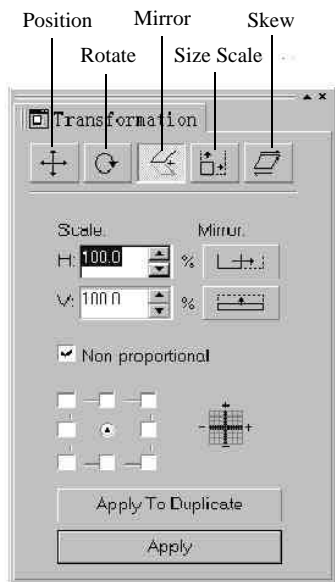 Position Mirror Skew
Rotate Size Scale
Transformation
Scale: Mirror:
H: 100.0 %
V: 100.0 %
Non proportional
- +
Apply To Duplicate
Apply